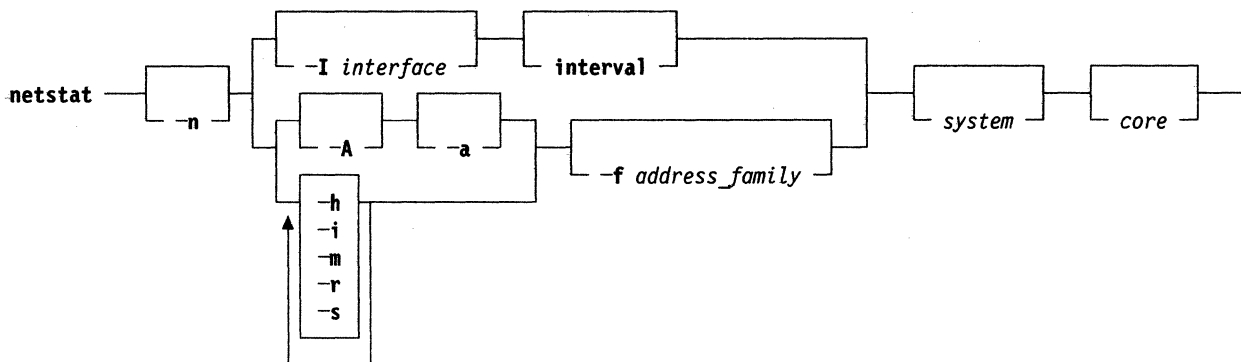 -I interface
interval
netstat
-n
system
core
-A
-a
-f address_family
-h
-i
-m
-r
-s